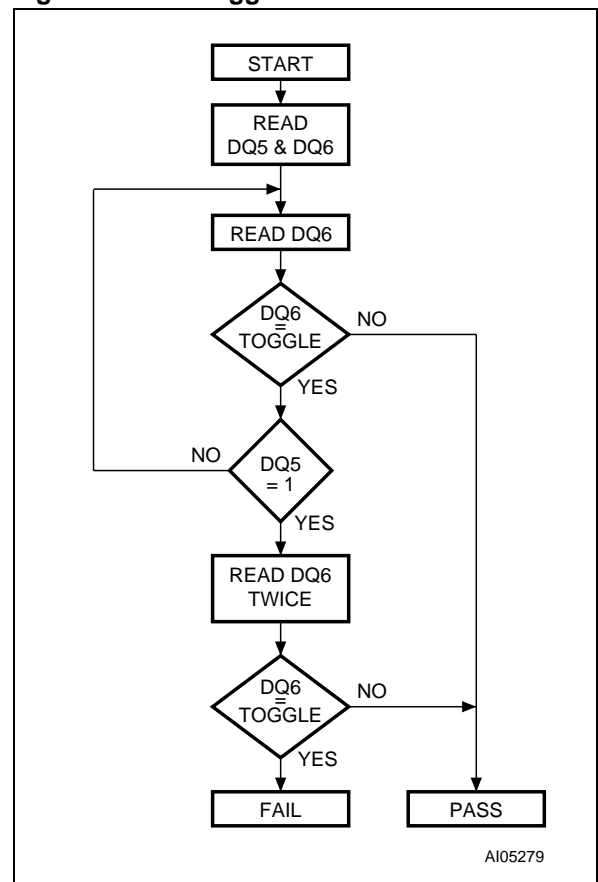 START
READ
DQ5 & DQ6
READ DQ6
DQ6
=
TOGGLE
NO
YES
NO
DQ5
= 1
YES
READ DQ6
TWICE
DQ6
=
TOGGLE
NO
YES
FAIL
PASS
AI05279